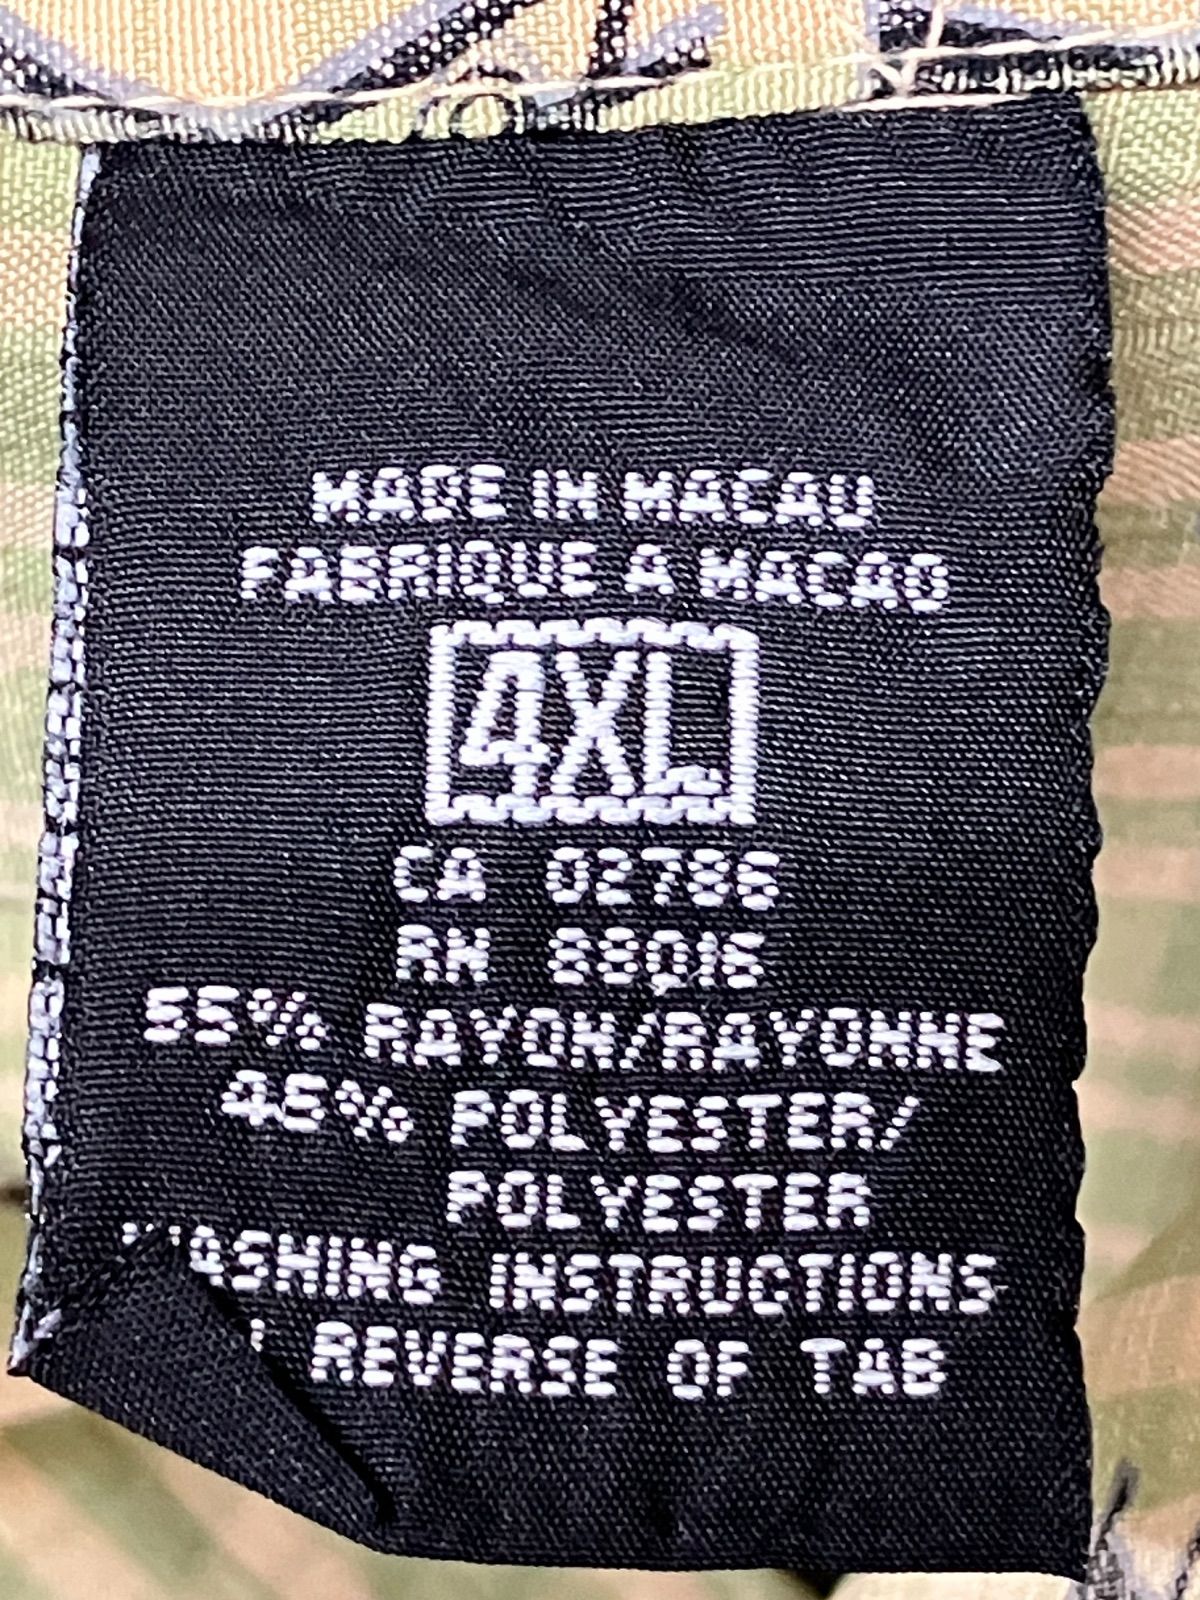 MADE IN MACAU
FABRIQUE A MACAO
4XL
CA 02786
RN 88016
55% RAYON/RAYONNE
45% POLYESTER/
POLYESTER
WASHING INSTRUCTIONS
REVERSE OF TAB